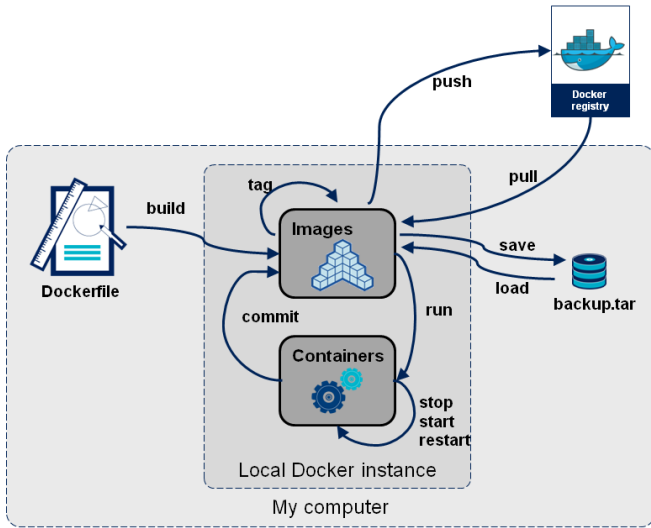 push
Docker
registry
tag
pull
build
Images
save
Dockerfile
load
backup.tar
commit
run
Containers
stop
start
restart
Local Docker instance
My computer